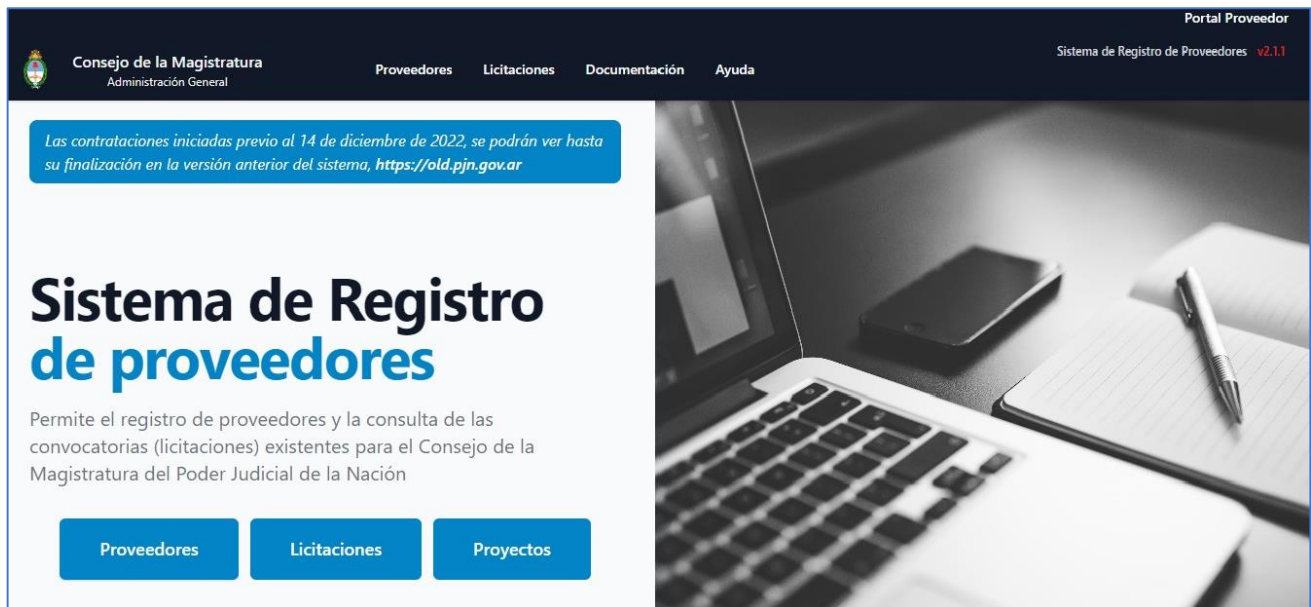 Portal Proveedor
Consejo de la Magistratura
Administración General
Proveedores Licitaciones Documentación Ayuda
Sistema de Registro de Proveedores v2.1.1
Las contrataciones iniciadas previo al 14 de diciembre de 2022, se podrán ver hasta
su finalización en la versión anterior del sistema, https://old.pjn.gov.ar
Sistema de Registro
de proveedores
Permite el registro de proveedores y la consulta de las
convocatorias (licitaciones) existentes para el Consejo de la
Magistratura del Poder Judicial de la Nación
Proveedores Licitaciones Proyectos